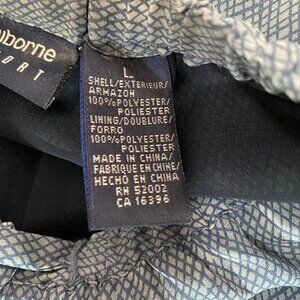 iborne
ORT
L
SHELL/EXTERIEUR/
ARMAZON
100%POLYESTER/
POLIESTER
LINING/DOUBLURE/
FORRO
100%POLYESTER/
POLIESTER
MADE IN CHINA/
FABRIQUE EN CHINE/
HECHO EN CHINA
RN 52002
CA 16396